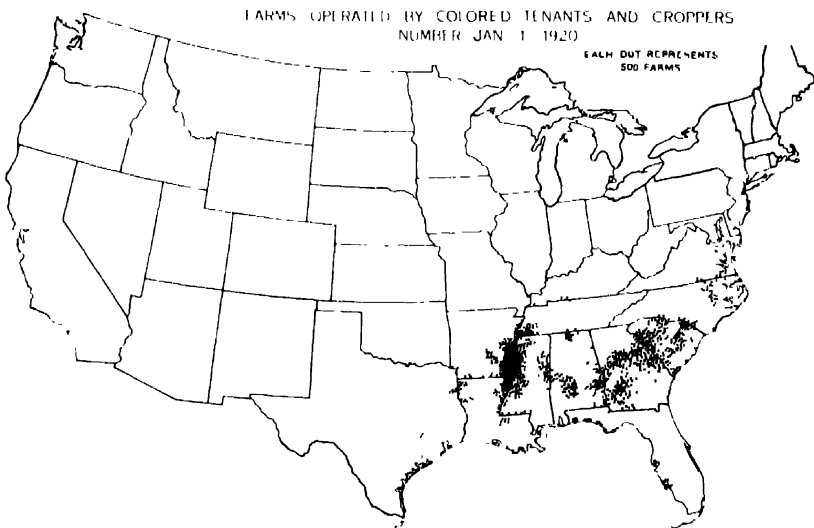 FARMS OPERATED BY COLORED TENANTS AND CROPPERS
NUMBER JAN 1 1920
EACH DOT REPRESENTS
500 FARMS